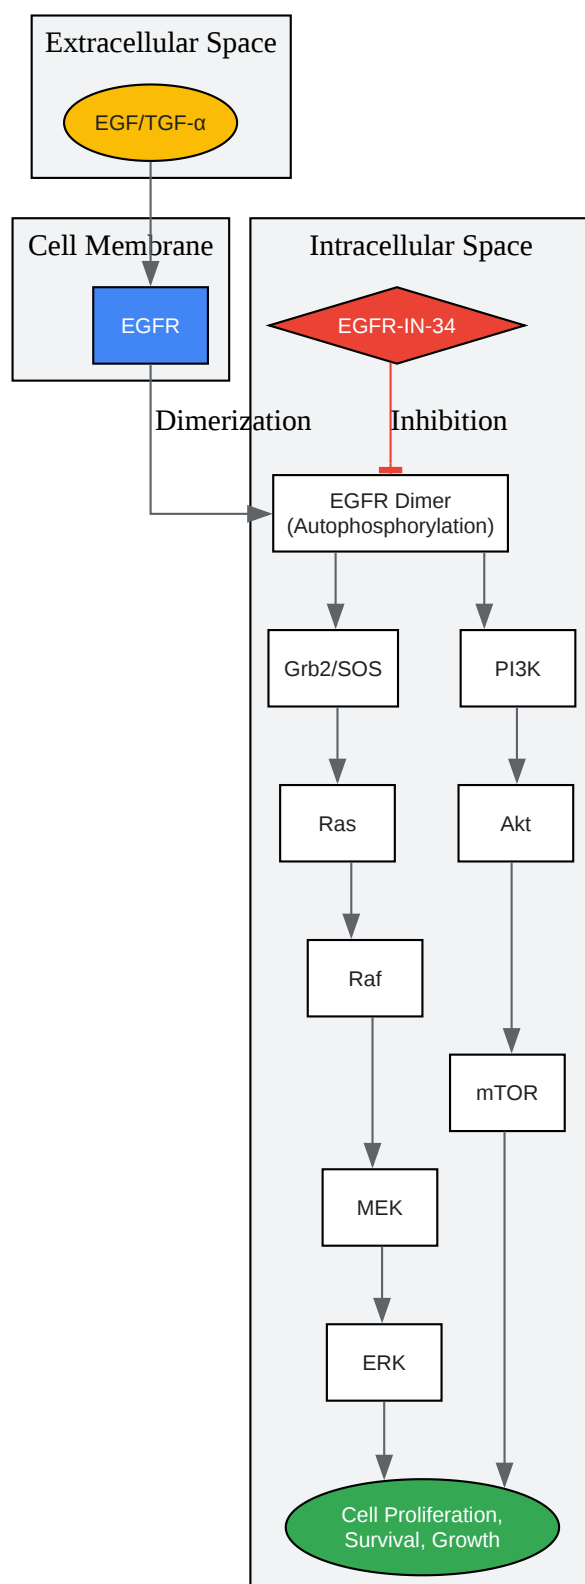 Extracellular Space
EGF/TGF-α
Cell Membrane
EGFR
Intracellular Space
EGFR-IN-34
Dimerization
Inhibition
EGFR Dimer
(Autophosphorylation)
Grb2/SOS
PI3K
Ras
Akt
Raf
mTOR
MEK
ERK
Cell Proliferation,
Survival, Growth